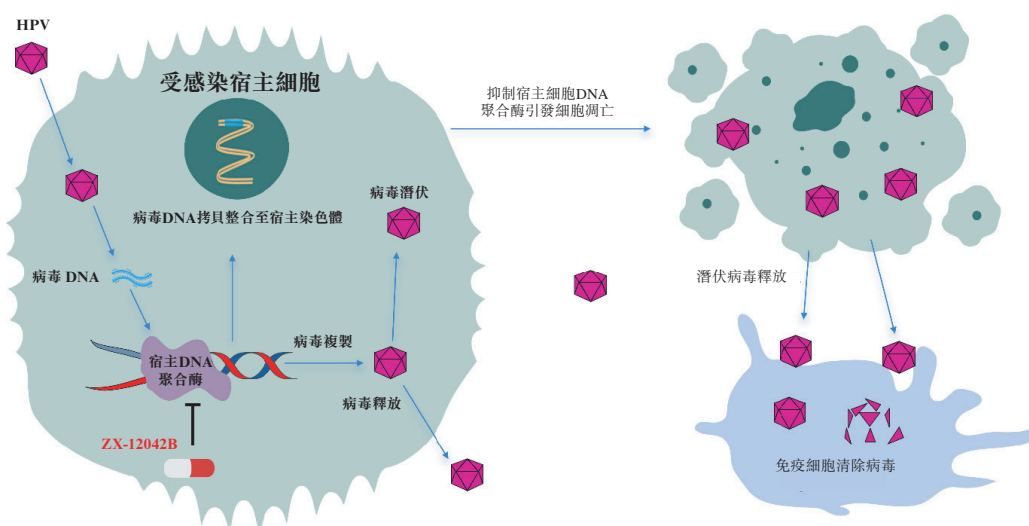 HPV
受感染宿主細胞
病毒DNA拷貝整合至宿主染色體
病毒潛伏
病毒 DNA
宿主DNA
聚合酶
病毒複製
病毒釋放
ZX-12042B
抑制宿主細胞DNA
聚合酶引發細胞凋亡
潛伏病毒釋放
免疫細胞清除病毒